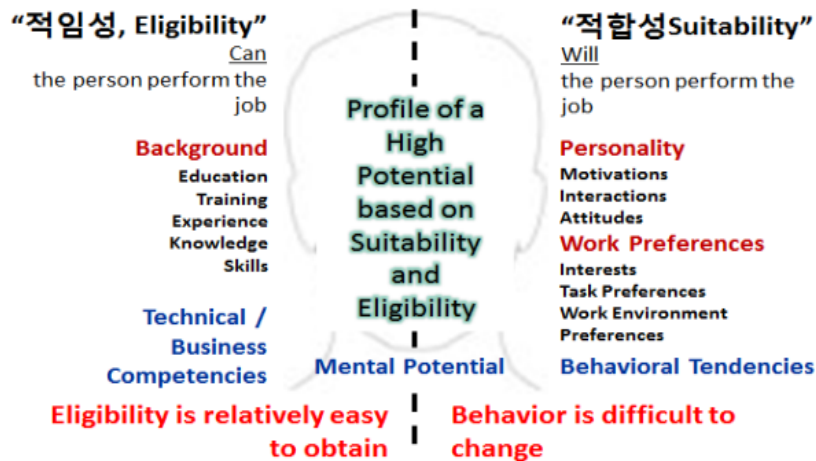 “적임성, Eligibility”
Can
the person perform the
job
Background
Education
Training
Experience
Knowledge
Skills
Technical /
Business
Competencies
Profile of a
High
Potential
based on
Suitability
and
Eligibility
Mental Potential
“적합성Suitability”
Will
the person perform the
job
Personality
Motivations
Interactions
Attitudes
Work Preferences
Interests
Task Preferences
Work Environment
Preferences
Behavioral Tendencies
Eligibility is relatively easy
to obtain
Behavior is difficult to
change